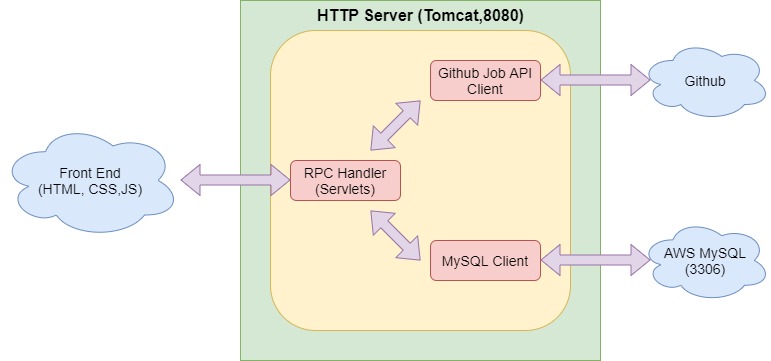 HTTP Server (Tomcat,8080)
Github Job API
Client
Github
Front End
(HTML, CSS,JS)
RPC Handler
(Servlets)
MySQL Client
AWS MySQL
(3306)